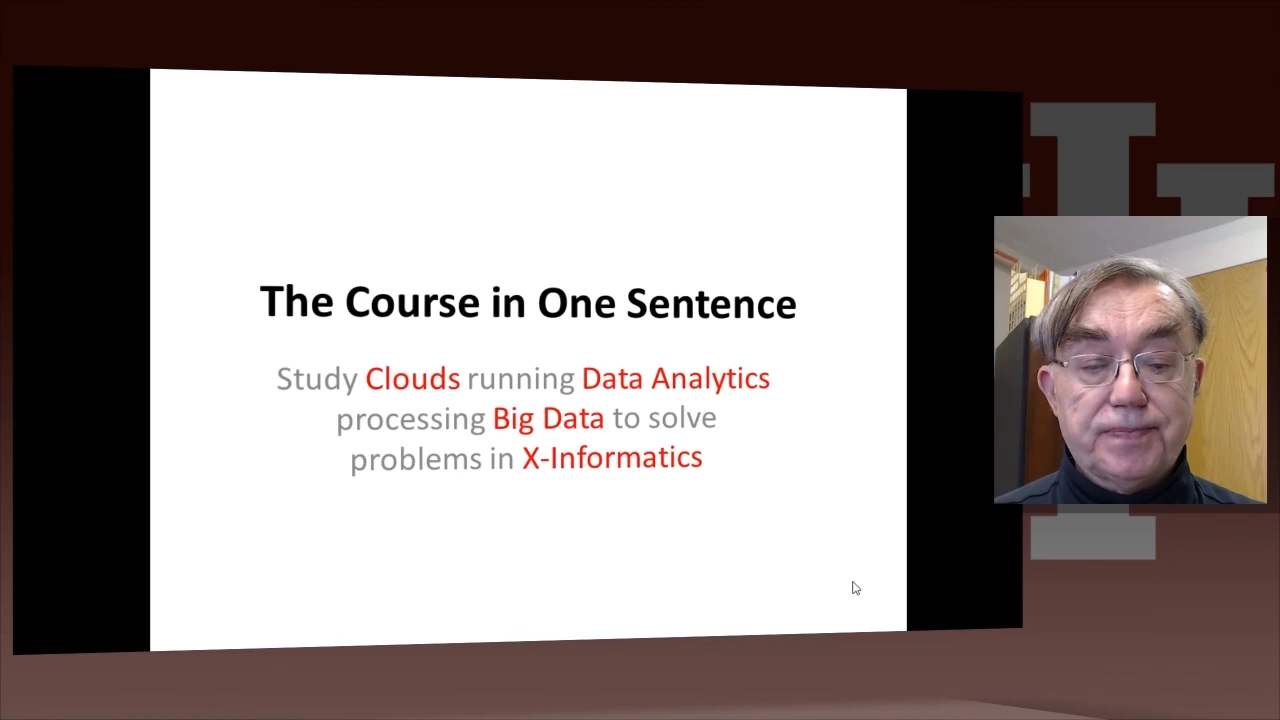 The Course in One Sentence
Study Clouds running Data Analytics
processing Big Data to solve
problems in X-Informatics